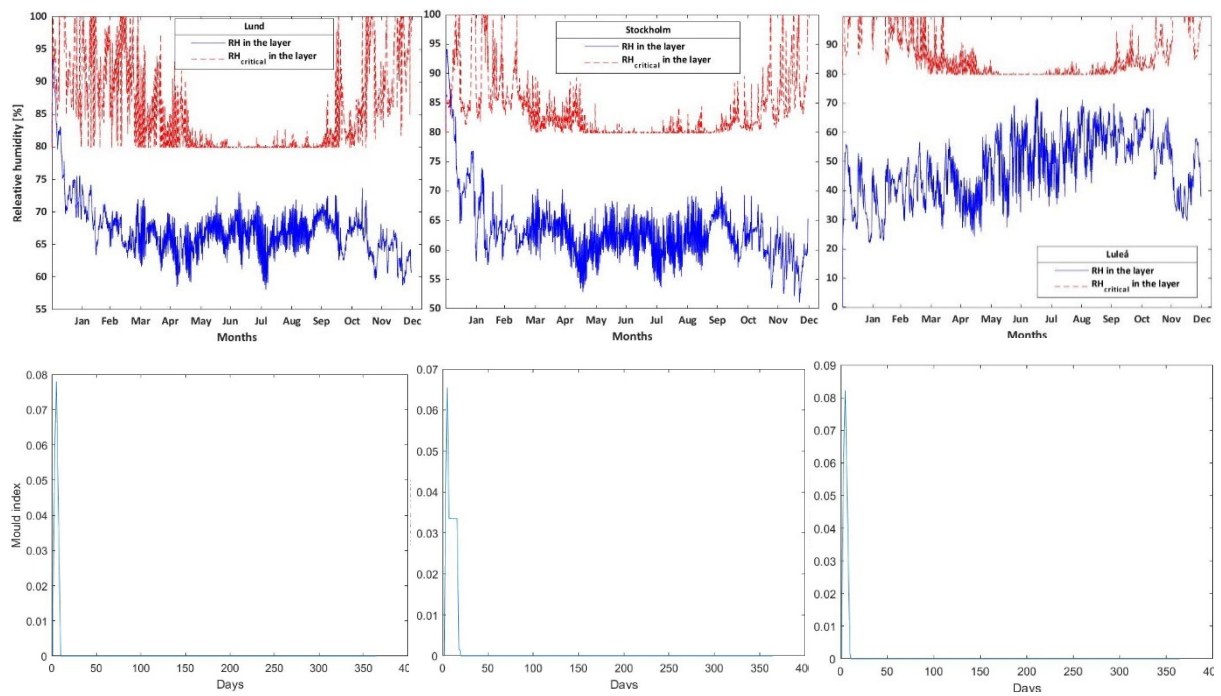 Lund
RH in the layer
RHcritical in the layer
Releative humidity [%]
100
95
90
85
80
75
70
65
60
55
Jan Feb Mar Apr May Jun Jul Aug Sep Oct Nov Dec
Months
Stockholm
RH in the layer
RHcritical in the layer
100
95
90
85
80
75
70
65
60
55
50
Jan Feb Mar Apr May Jun Jul Aug Sep Oct Nov Dec
Months
100
90
80
70
60
50
40
30
20
10
0
Luleå
RH in the layer
RHcritical in the layer
Jan Feb Mar Apr May Jun Jul Aug Sep Oct Nov Dec
Months
Mould index
0.08
0.07
0.06
0.05
0.04
0.03
0.02
0.01
0
0 50 100 150 200 250 300 350 40
Days
0.07
0.06
0.05
0.04
0.03
0.02
0.01
0
0 50 100 150 200 250 300 350 400
Days
0.09
0.08
0.07
0.06
0.05
0.04
0.03
0.02
0.01
0
0 50 100 150 200 250 300 350 400
Days